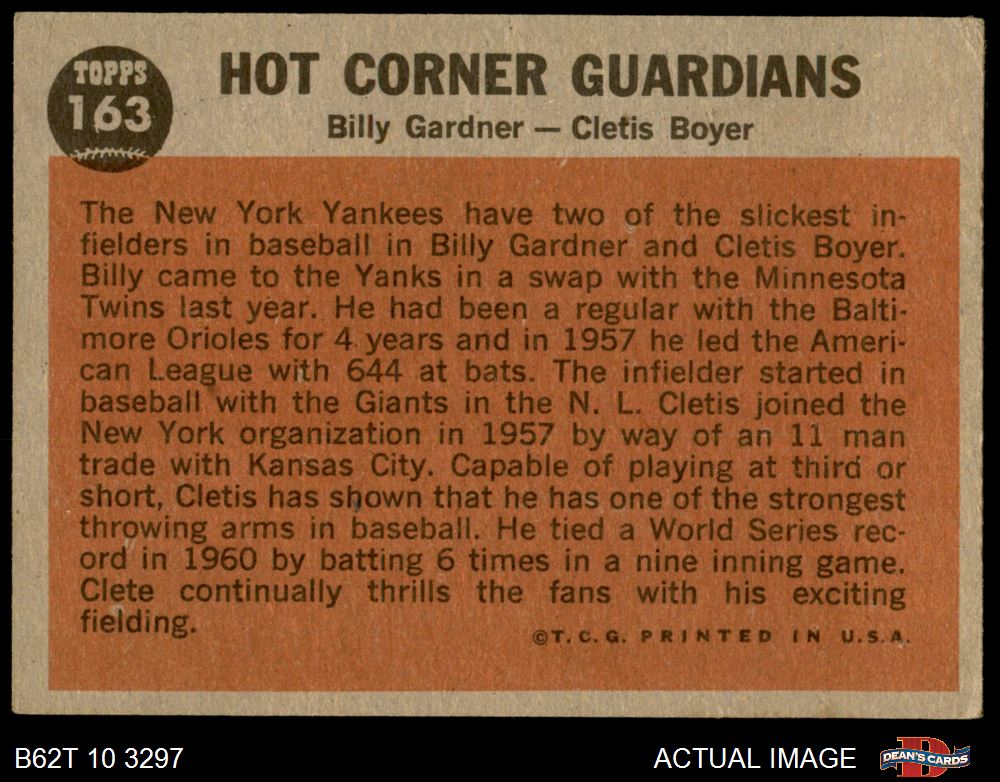 TOPPS
163
HOT CORNER GUARDIANS
Billy Gardner — Cletis Boyer
The New York Yankees have two of the slickest in-
fielders in baseball in Billy Gardner and Cletis Boyer.
Billy came to the Yanks in a swap with the Minnesota
Twins last year. He had been a regular with the Balti-
more Orioles for 4 years and in 1957 he led the Ameri-
can League with 644 at bats. The infielder started in
baseball with the Giants in the N. L. Cletis joined the
New York organization in 1957 by way of an 11 man
trade with Kansas City. Capable of playing at third or
short, Cletis has shown that he has one of the strongest
throwing arms in baseball. He tied a World Series rec-
ord in 1960 by batting 6 times in a nine inning game.
Clete continually thrills the fans with his exciting
fielding.
©T.C.G. PRINTED IN U.S.A.
B62T 10 3297
ACTUAL IMAGE
DEAN'S CARDS